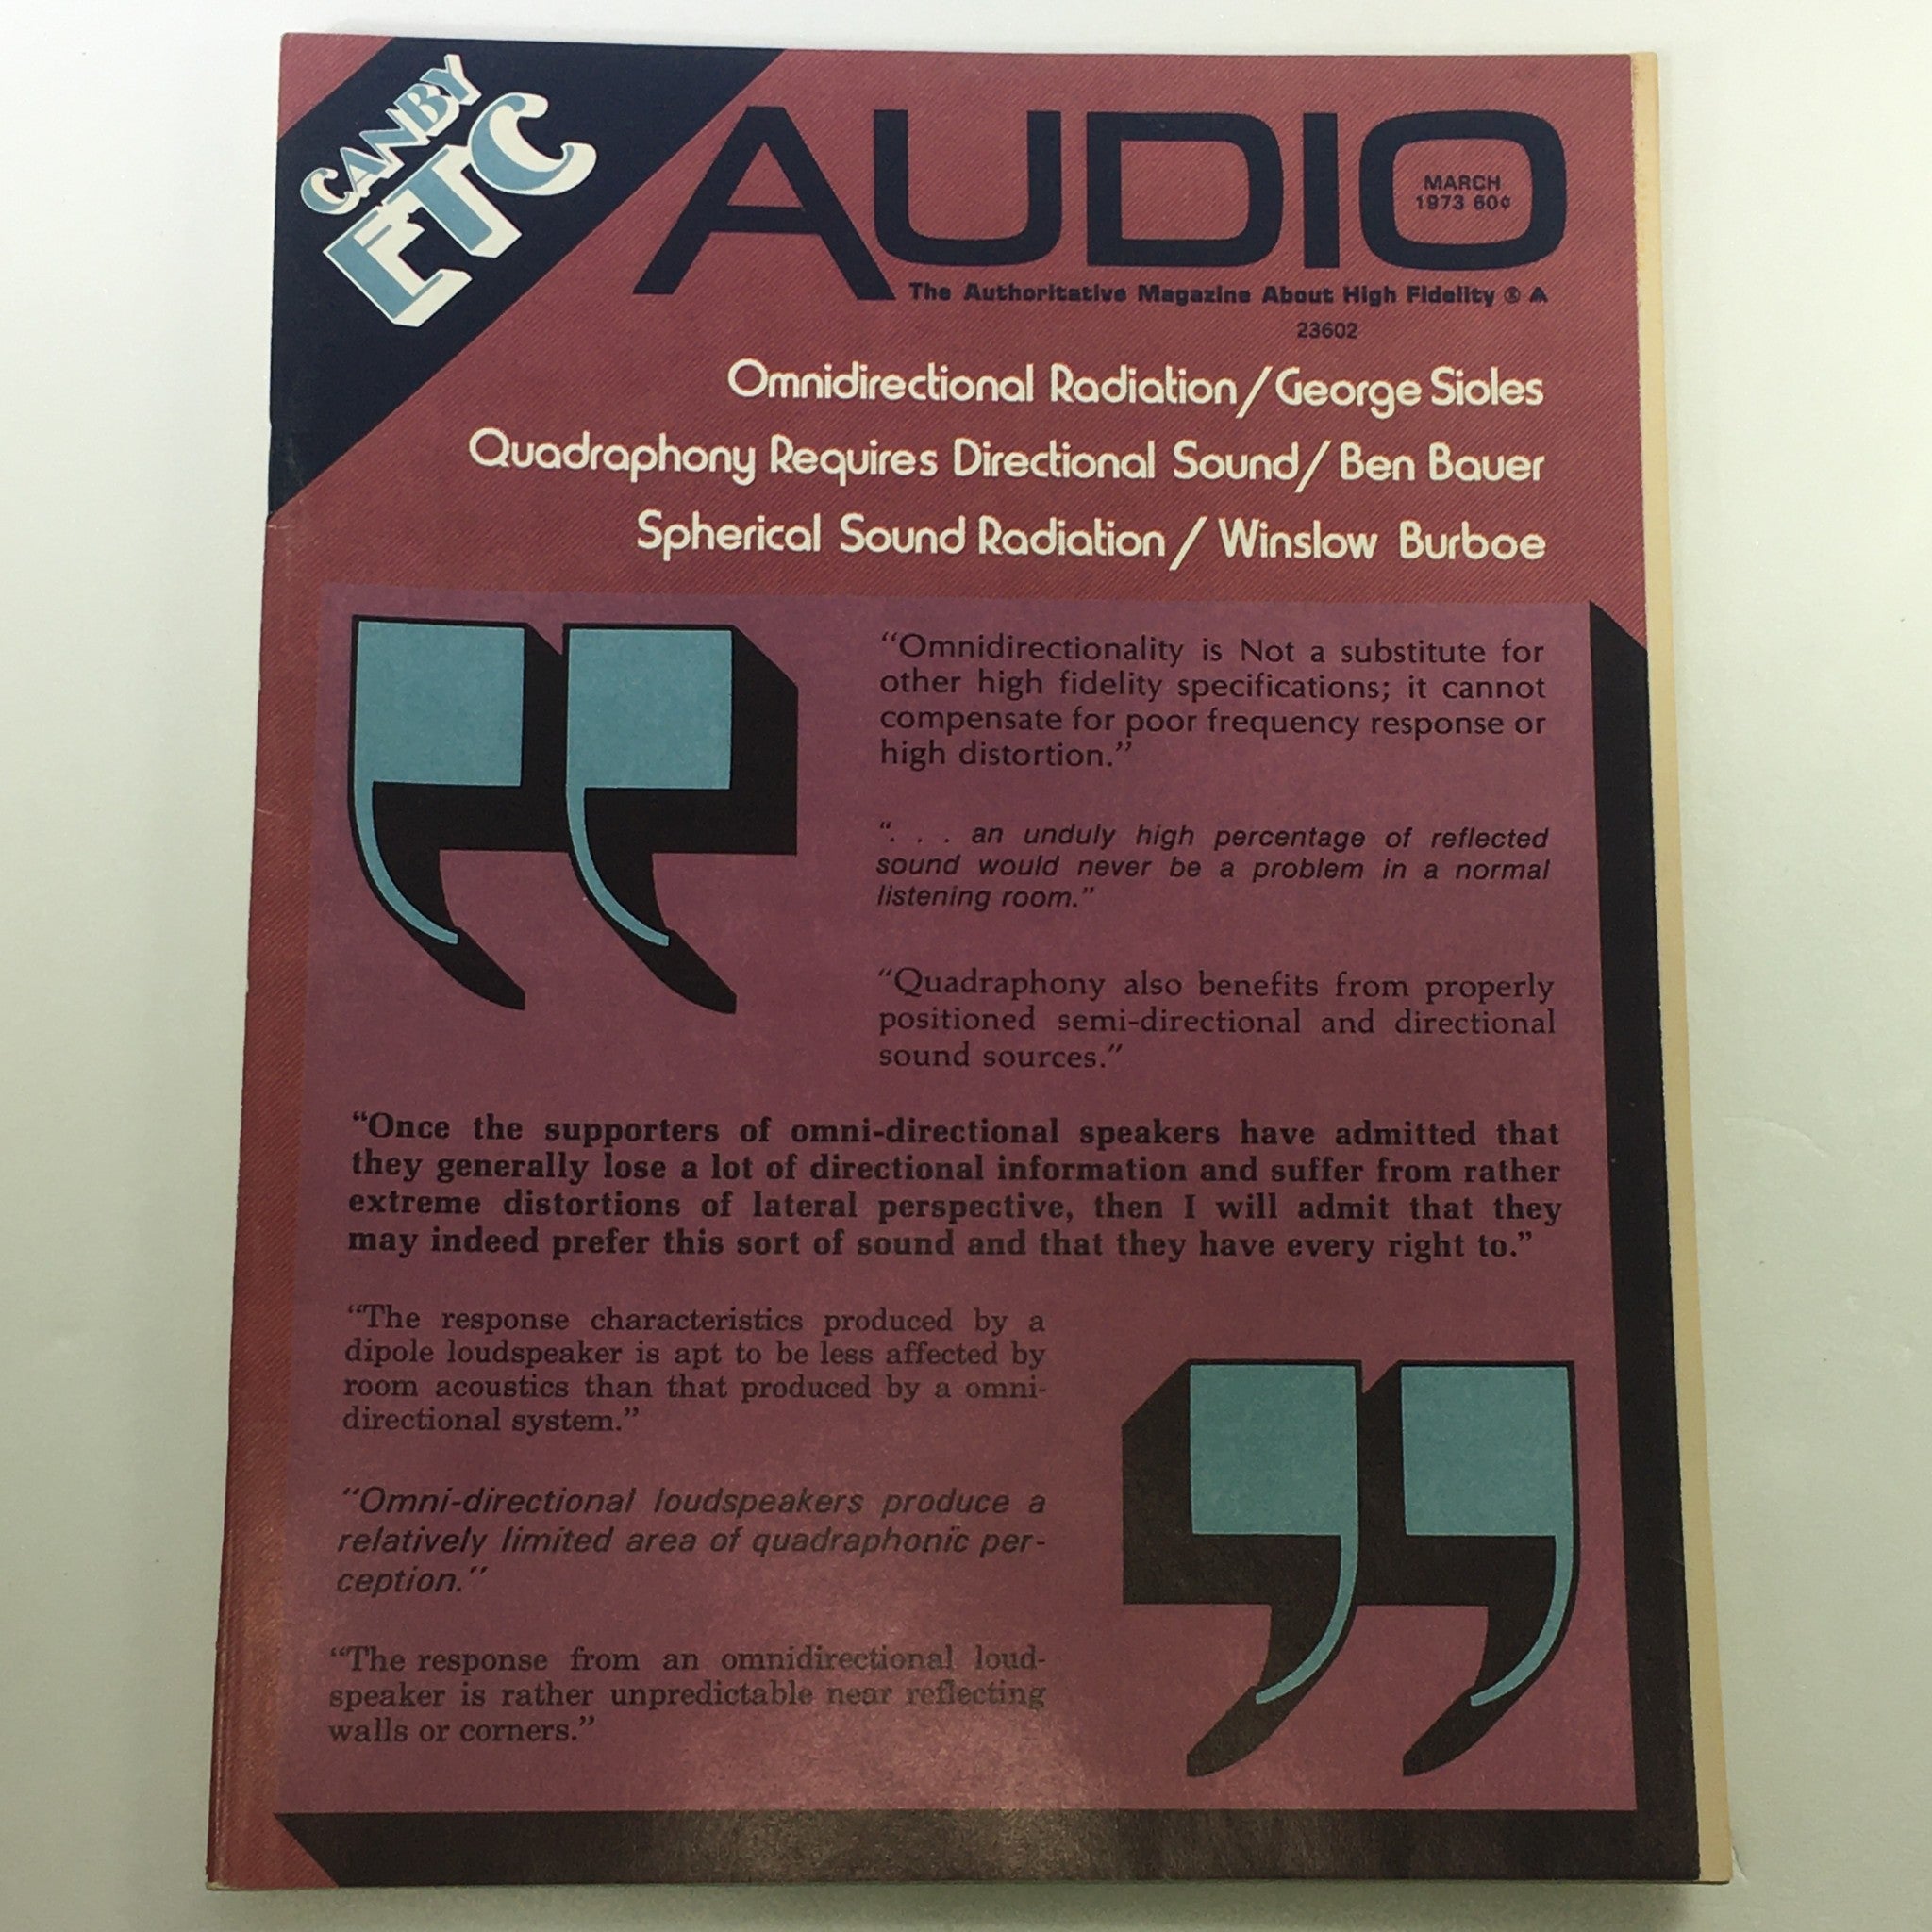 CANBY
ETC
AUDIO
MARCH
1973 60¢
The Authoritative Magazine About High Fidelity ®
23602
Omnidirectional Radiation/George Sioles
Quadraphony Requires Directional Sound/Ben Bauer
Spherical Sound Radiation/Winslow Burboe
“Omnidirectionality is Not a substitute for
other high fidelity specifications; it cannot
compensate for poor frequency response or
high distortion.”
“. . . an unduly high percentage of reflected
sound would never be a problem in a normal
listening room.”
“Quadraphony also benefits from properly
positioned semi-directional and directional
sound sources.”
“Once the supporters of omni-directional speakers have admitted that
they generally lose a lot of directional information and suffer from rather
extreme distortions of lateral perspective, then I will admit that they
may indeed prefer this sort of sound and that they have every right to.”
“The response characteristics produced by a
dipole loudspeaker is apt to be less affected by
room acoustics than that produced by a omni-
directional system.”
“Omni-directional loudspeakers produce a
relatively limited area of quadraphonic per-
ception.”
“The response from an omnidirectional loud-
speaker is rather unpredictable near reflecting
walls or corners.”